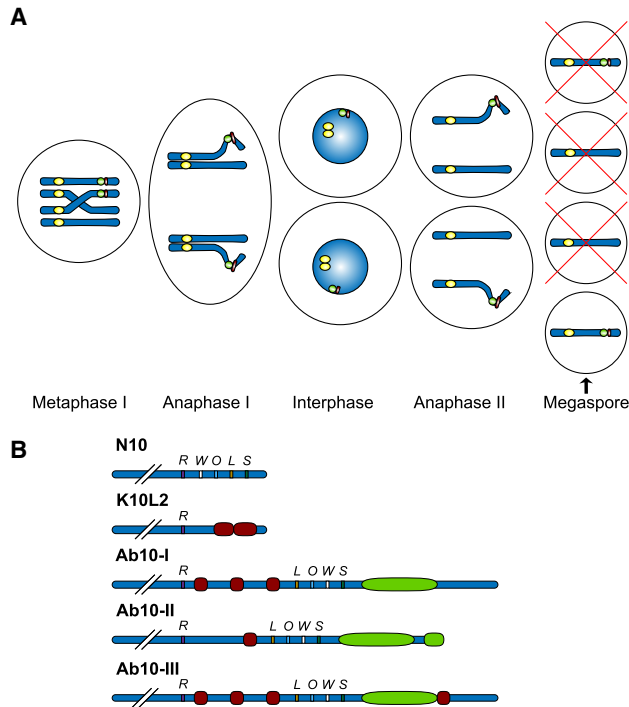 A
Metaphase I Anaphase I Interphase Anaphase II Megaspore
B
N10
R W O L S
K10L2
R
Ab10-I
R L O W S
Ab10-II
R L O W S
Ab10-III
R L O W S